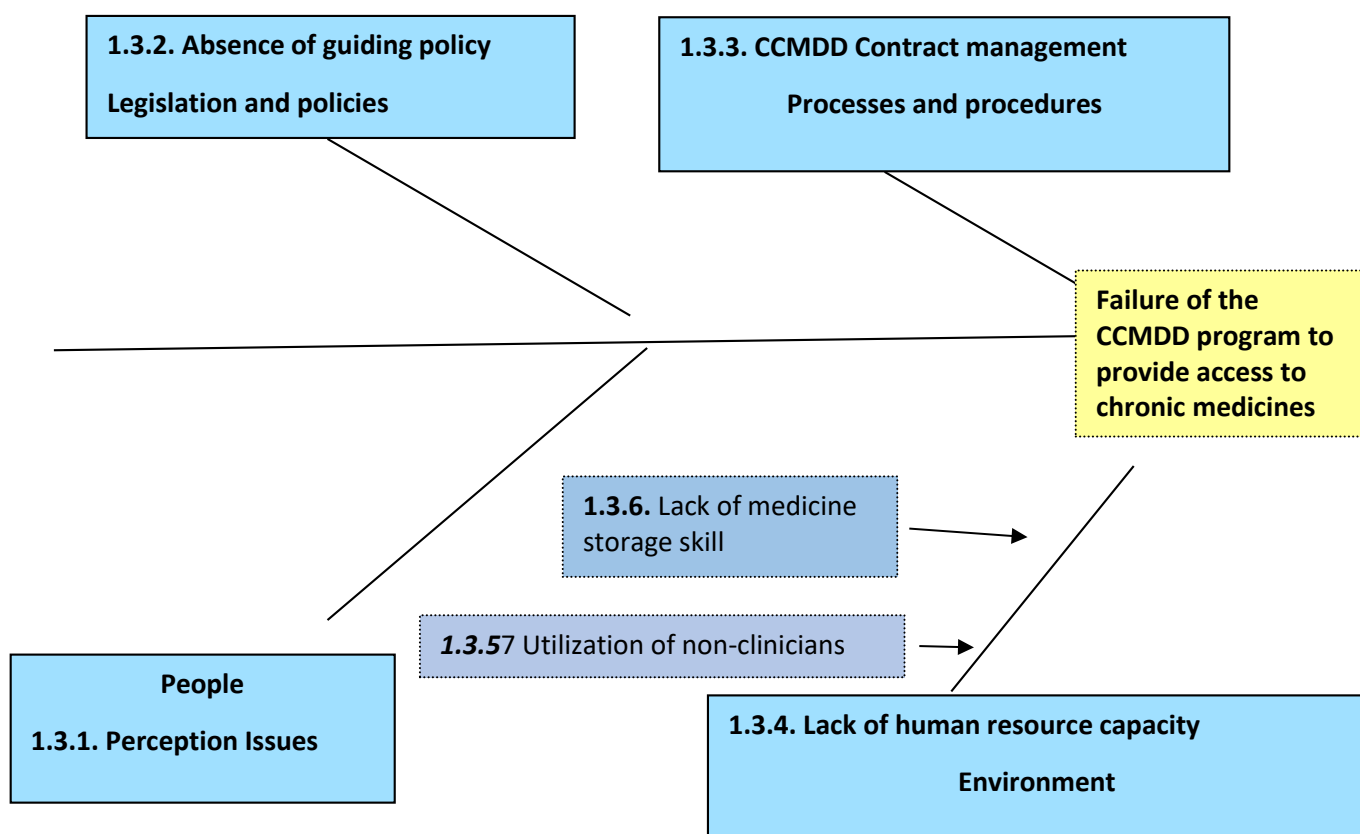 1.3.2. Absence of guiding policy
Legislation and policies
1.3.3. CCMDD Contract management
Processes and procedures
Failure of the
CCMDD program to
provide access to
chronic medicines
1.3.6. Lack of medicine
storage skill
1.3.57 Utilization of non-clinicians
People
1.3.1. Perception Issues
1.3.4. Lack of human resource capacity
Environment